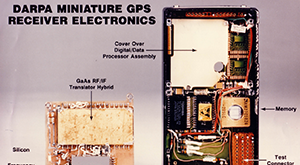 DARPA MINIATURE GPS
RECEIVER ELECTRONICS
Cover Over
Digital/Data
Processor Assembly
GaAs RF/IF
Translator Hybrid
Memory
Silicon
Test
Connector